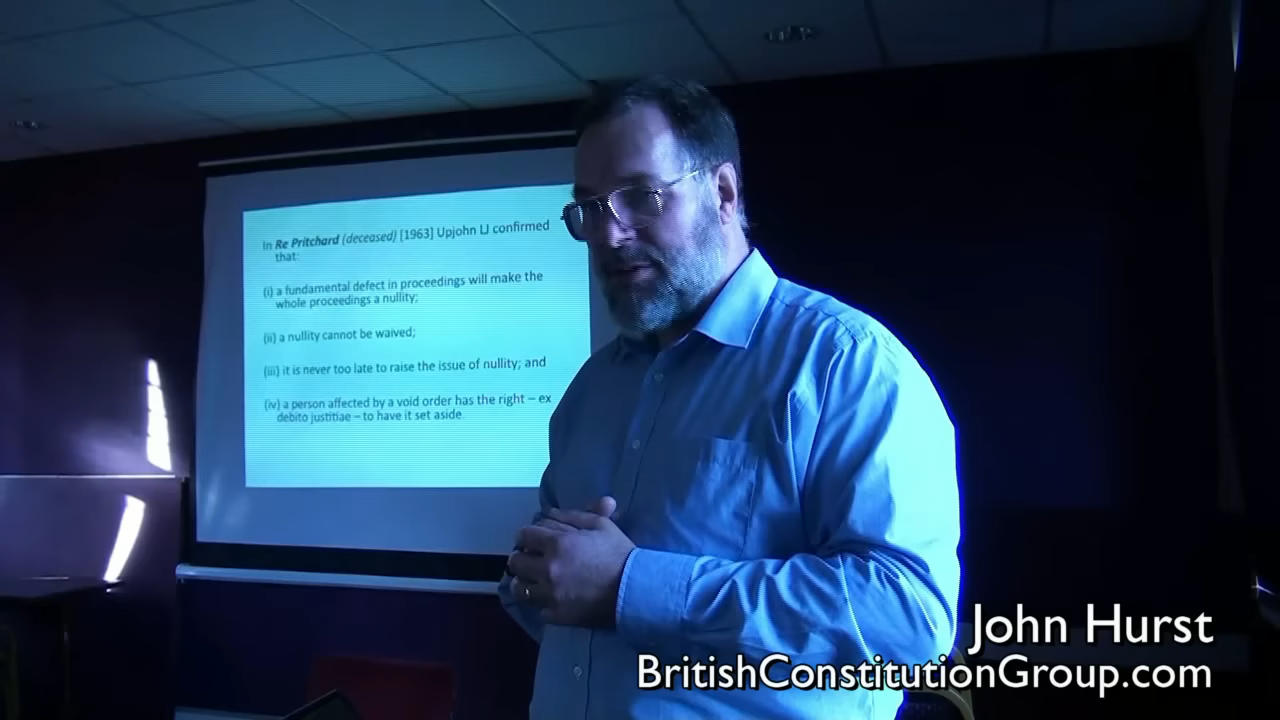 In Re Pritchard (deceased) [1963] Upjohn LJ confirmed
that:
(i) a fundamental defect in proceedings will make the
whole proceedings a nullity;
(ii) a nullity cannot be waived;
(iii) it is never too late to raise the issue of nullity; and
(iv) a person affected by a void order has the right – ex
debito justitiae – to have it set aside.
John Hurst
BritishConstitutionGroup.com